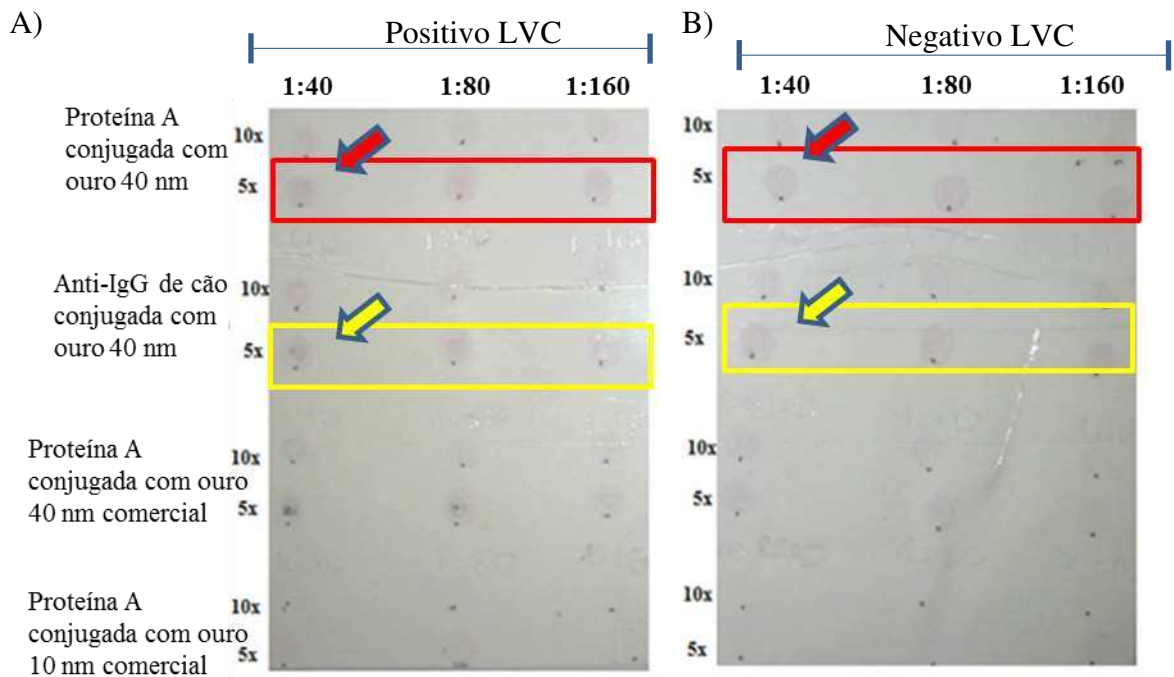 A)
Positivo LVC
1:40 1:80 1:160
Proteína A
conjugada com
ouro 40 nm
10x
5x
Anti-IgG de cão
conjugada com
ouro 40 nm
10x
5x
Proteína A
conjugada com ouro
40 nm comercial
10x
5x
Proteína A
conjugada com ouro
10 nm comercial
10x
5x
B)
Negativo LVC
1:40 1:80 1:160
10x
5x
10x
5x
10x
5x
10x
5x